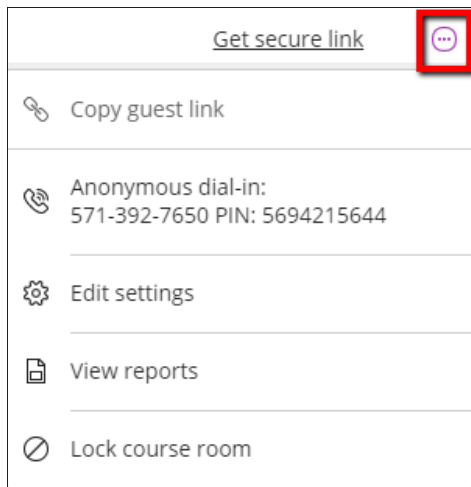 Get secure link
Copy guest link
Anonymous dial-in:
571-392-7650 PIN: 5694215644
Edit settings
View reports
Lock course room